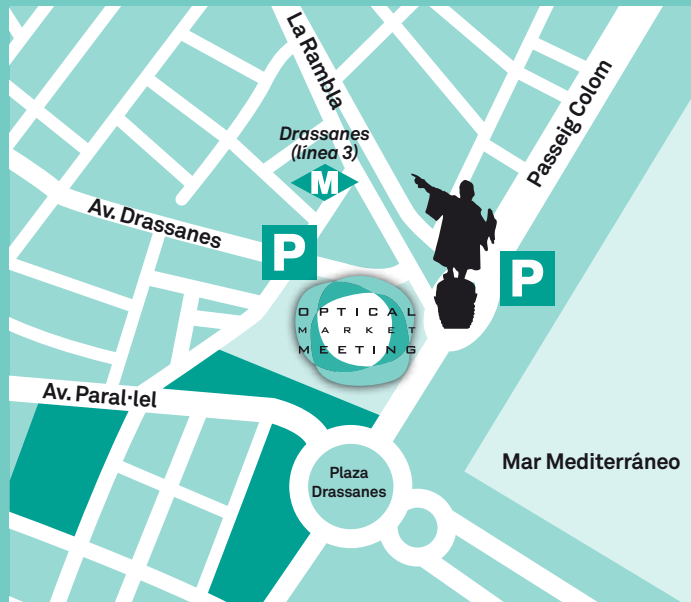 La Rambla
Passeig Colom
Drassanes
(línea 3)
M
Av. Drassanes
P
P
OPTICAL
MARKET
MEETING
Av. Paral·lel
Mar Mediterráneo
Plaza
Drassanes